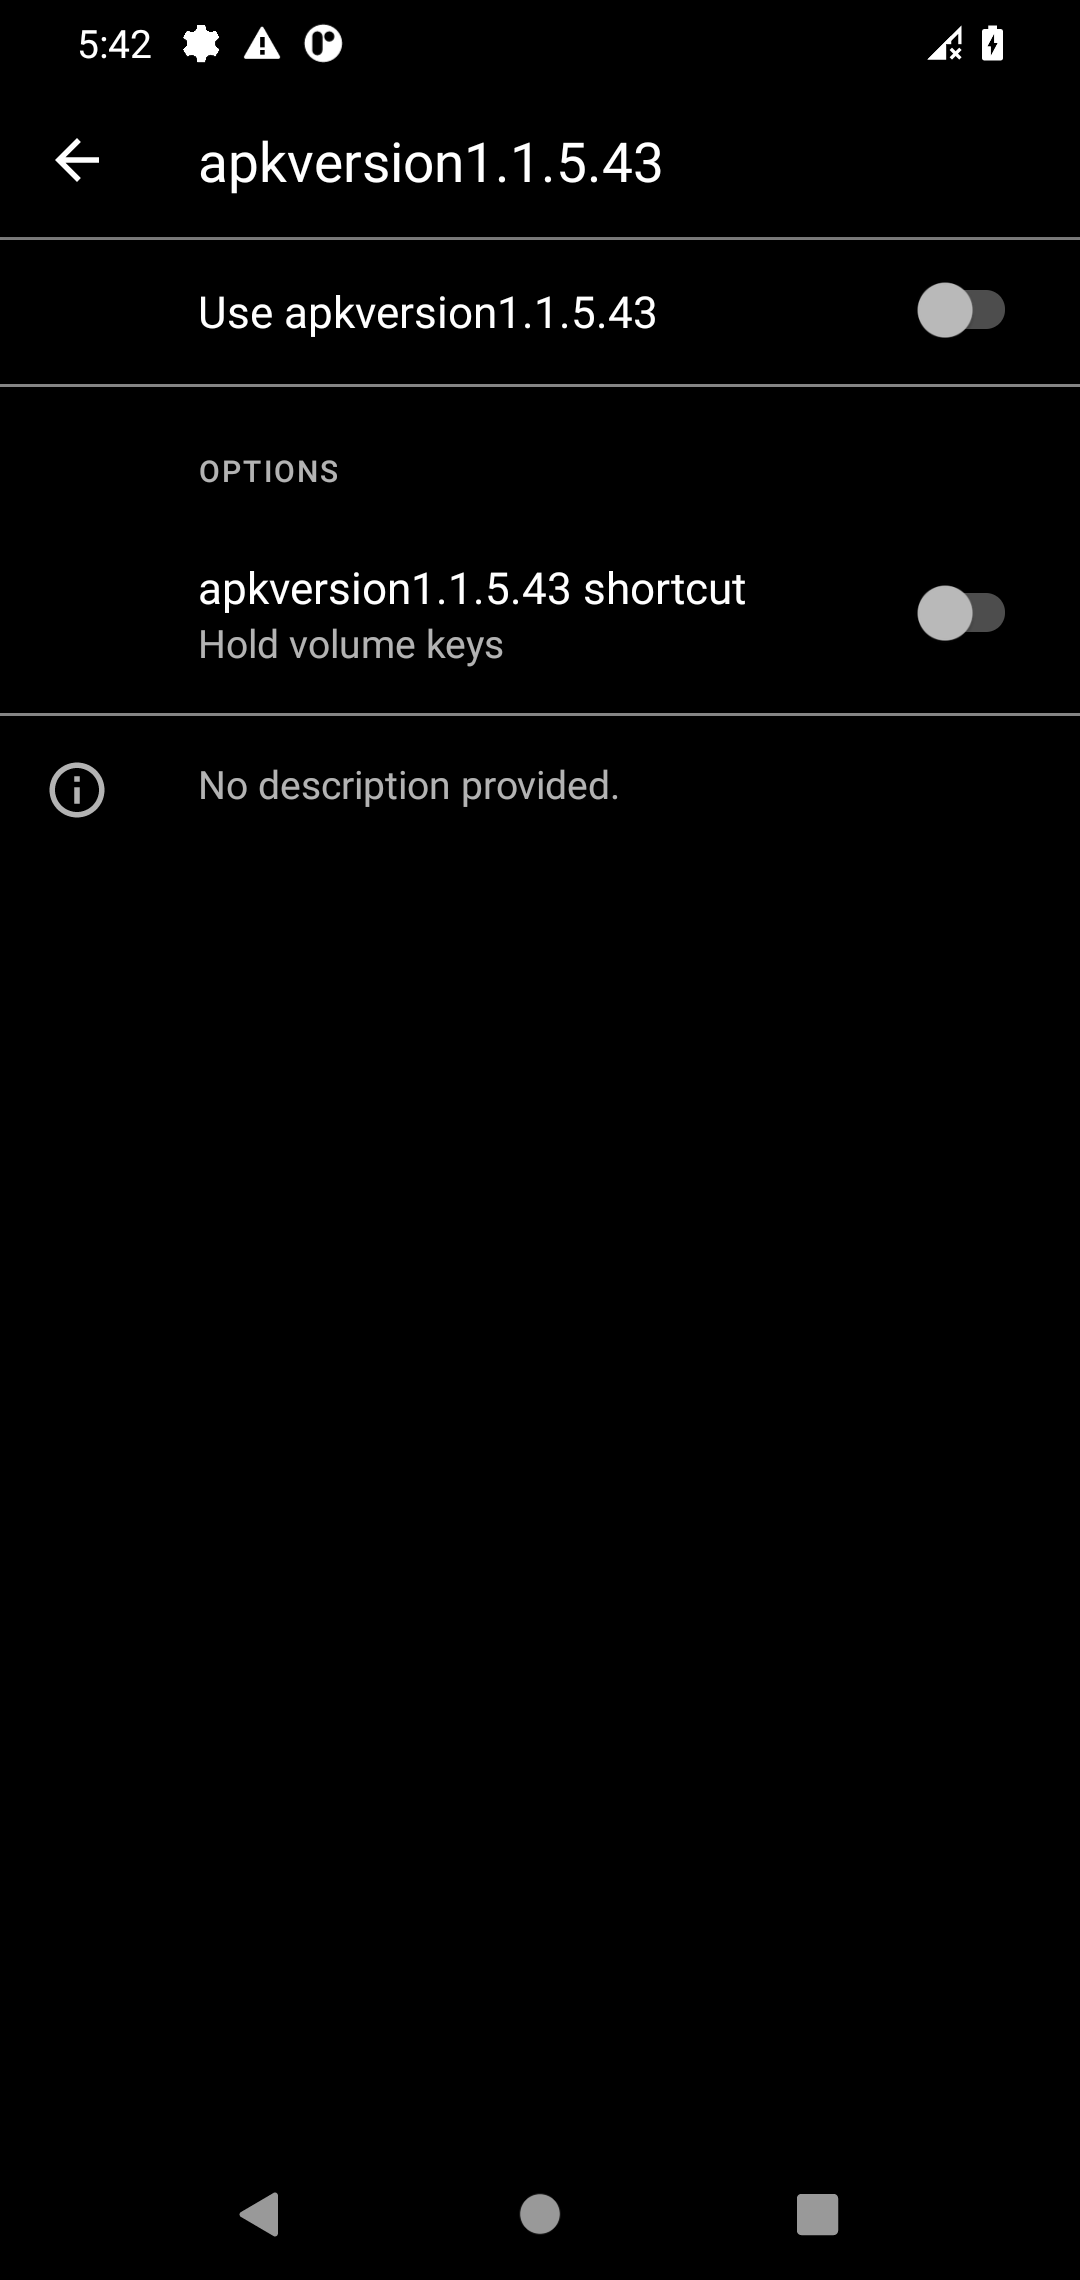 5:42
apkversion1.1.5.43
Use apkversion1.1.5.43
OPTIONS
apkversion1.1.5.43 shortcut
Hold volume keys
No description provided.